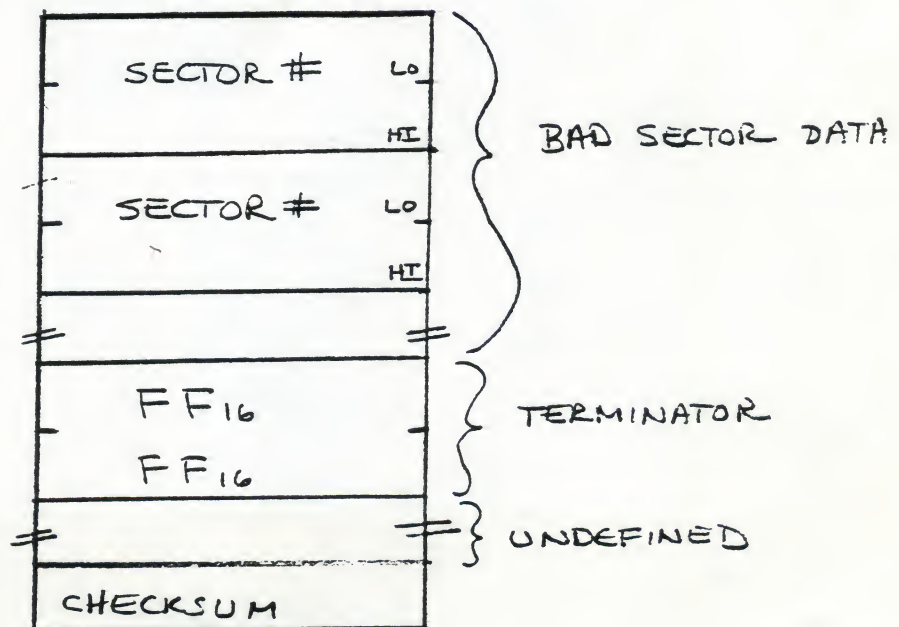 SECTOR # LO
HI
BAD SECTOR DATA
SECTOR # LO
HI
FF16
TERMINATOR
FF16
UNDEFINED
CHECKSUM